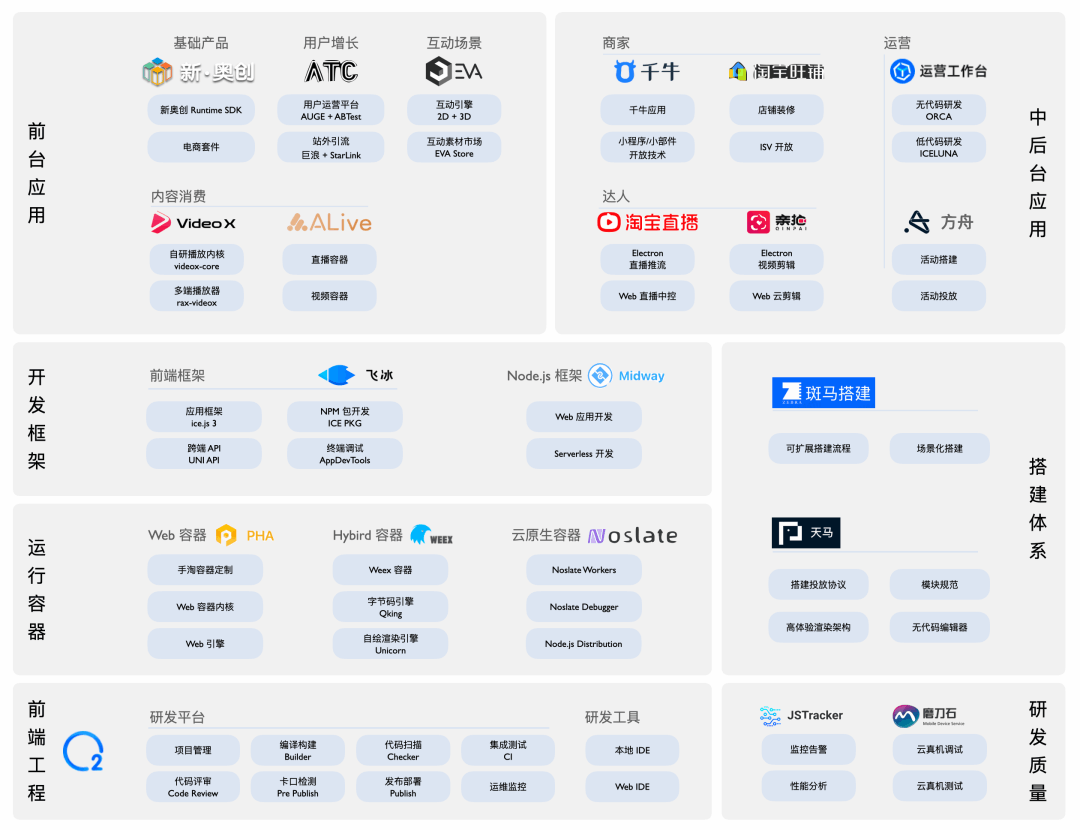 前台应用
基础产品
新·奥创
新奥创 Runtime SDK
电商套件
用户增长
ATC
用户运营平台
AUGE + ABTest
站外引流
巨浪 + StarLink
互动场景
EVA
互动引擎
2D + 3D
互动素材市场
EVA Store
内容消费
Video X
自研播放内核
videox-core
多端播放器
rax-videox
ALive
直播容器
视频容器
中后台应用
商家
千牛
千牛应用
小程序/小部件
开放技术
淘宝旺铺
店铺装修
ISV 开放
达人
淘宝直播
Electron
直播推流
Web 直播中控
亲拍
QINPAI
Electron
视频剪辑
Web 云剪辑
运营
运营工作台
无代码研发
ORCA
低代码研发
ICELUNA
方舟
活动搭建
活动投放
开发框架
前端框架
飞冰
应用框架
ice.js 3
NPM 包开发
ICE PKG
跨端 API
UNI API
终端调试
AppDevTools
Node.js 框架
Midway
Web 应用开发
Serverless 开发
运行容器
Web 容器
PHA
手淘容器定制
Web 容器内核
Web 引擎
Hybird 容器
WEEX
Weex 容器
字节码引擎
Qking
自绘渲染引擎
Unicorn
云原生容器
Noslate
Noslate Workers
Noslate Debugger
Node.js Distribution
搭建体系
斑马搭建
可扩展搭建流程
场景化搭建
天马
搭建投放协议
模块规范
高体验渲染架构
无代码编辑器
前端工程
O2
研发平台
项目管理
编译构建
Builder
代码扫描
Checker
集成测试
CI
代码评审
Code Review
卡口检测
Pre Publish
发布部署
Publish
运维监控
研发工具
本地 IDE
Web IDE
研发质量
JSTracker
监控告警
性能分析
磨刀石
Mobile Device Service
云真机调试
云真机测试